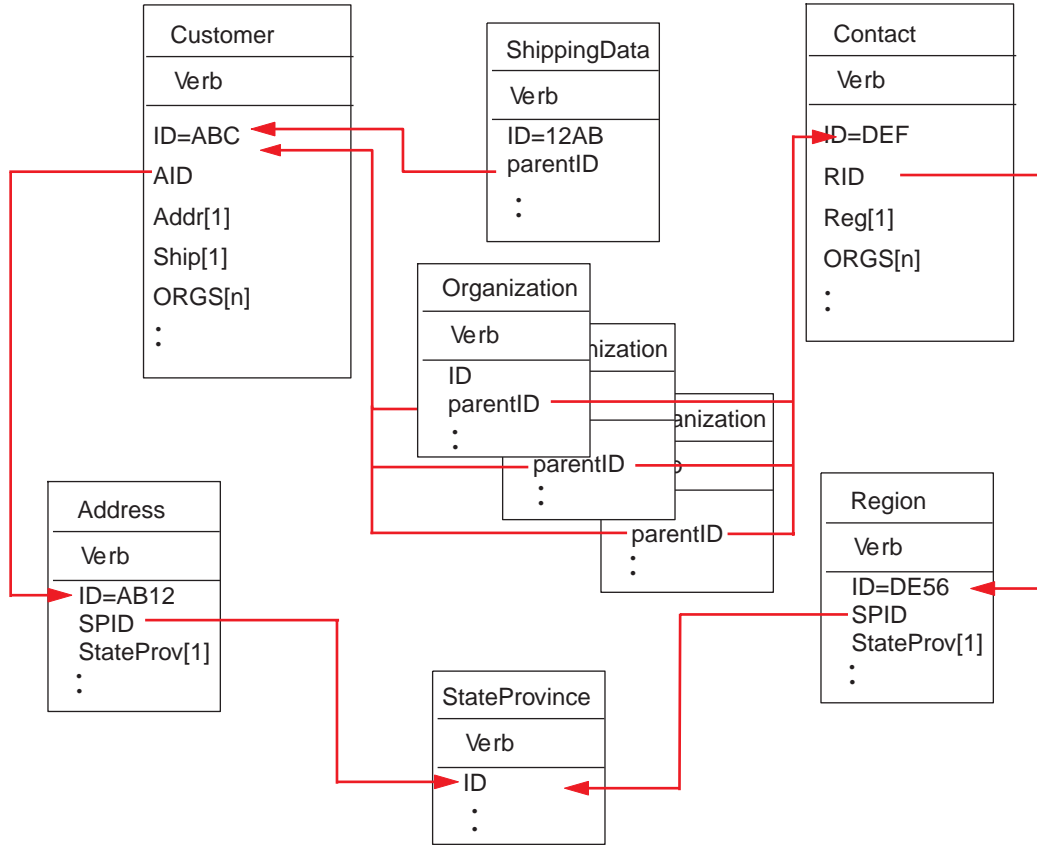 Customer
Verb
ID=ABC
AID
Addr[1]
Ship[1]
ORGS[n]
:
ShippingData
Verb
ID=12AB
parentID
:
Contact
Verb
ID=DEF
RID
Reg[1]
ORGS[n]
:
Organization
Verb
ID
parentID
:
nization
parentID
:
anization
parentID
:
Address
Verb
ID=AB12
SPID
StateProv[1]
:
Region
Verb
ID=DE56
SPID
StateProv[1]
:
StateProvince
Verb
ID
: